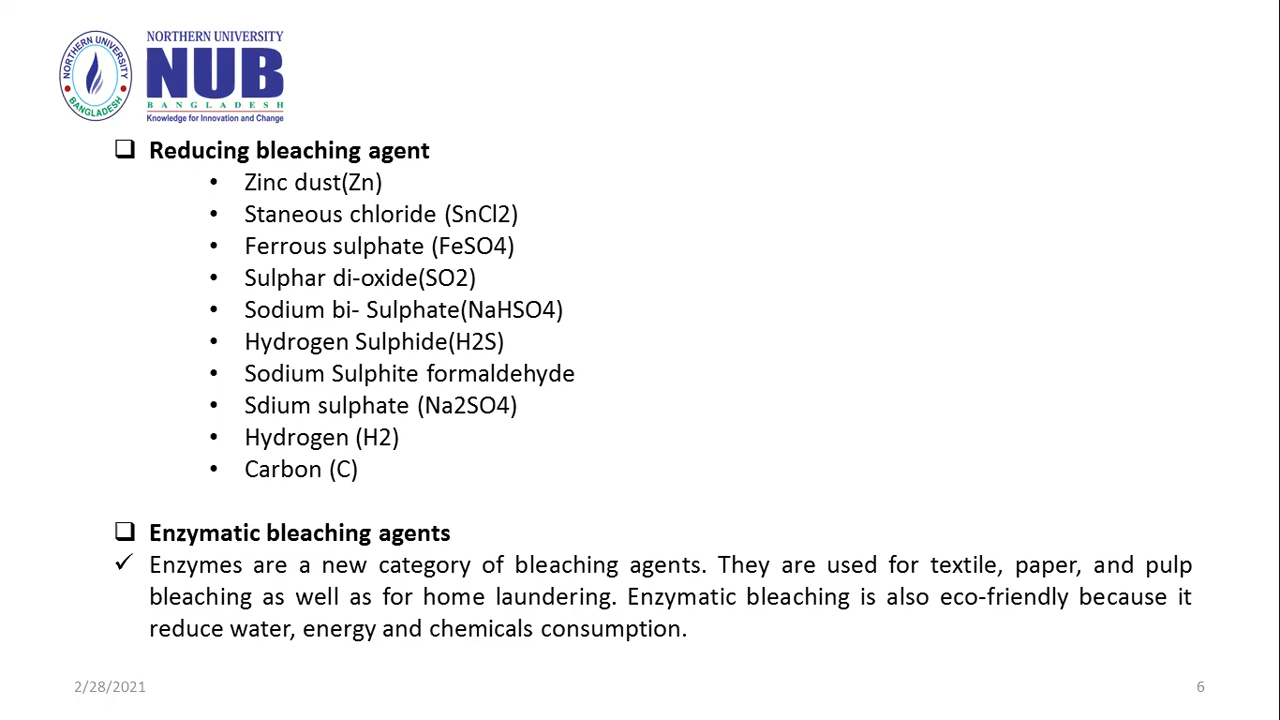 NORTHERN UNIVERSITY
BANGLADESH
NORTHERN UNIVERSITY
NUB
BANGLADESH
Knowledge for Innovation and Change
❑ Reducing bleaching agent
• Zinc dust(Zn)
• Staneous chloride (SnCl2)
• Ferrous sulphate (FeSO4)
• Sulphar di-oxide(SO2)
• Sodium bi- Sulphate(NaHSO4)
• Hydrogen Sulphide(H2S)
• Sodium Sulphite formaldehyde
• Sdium sulphate (Na2SO4)
• Hydrogen (H2)
• Carbon (C)
❑ Enzymatic bleaching agents
✓ Enzymes are a new category of bleaching agents. They are used for textile, paper, and pulp
bleaching as well as for home laundering. Enzymatic bleaching is also eco-friendly because it
reduce water, energy and chemicals consumption.
2/28/2021
6